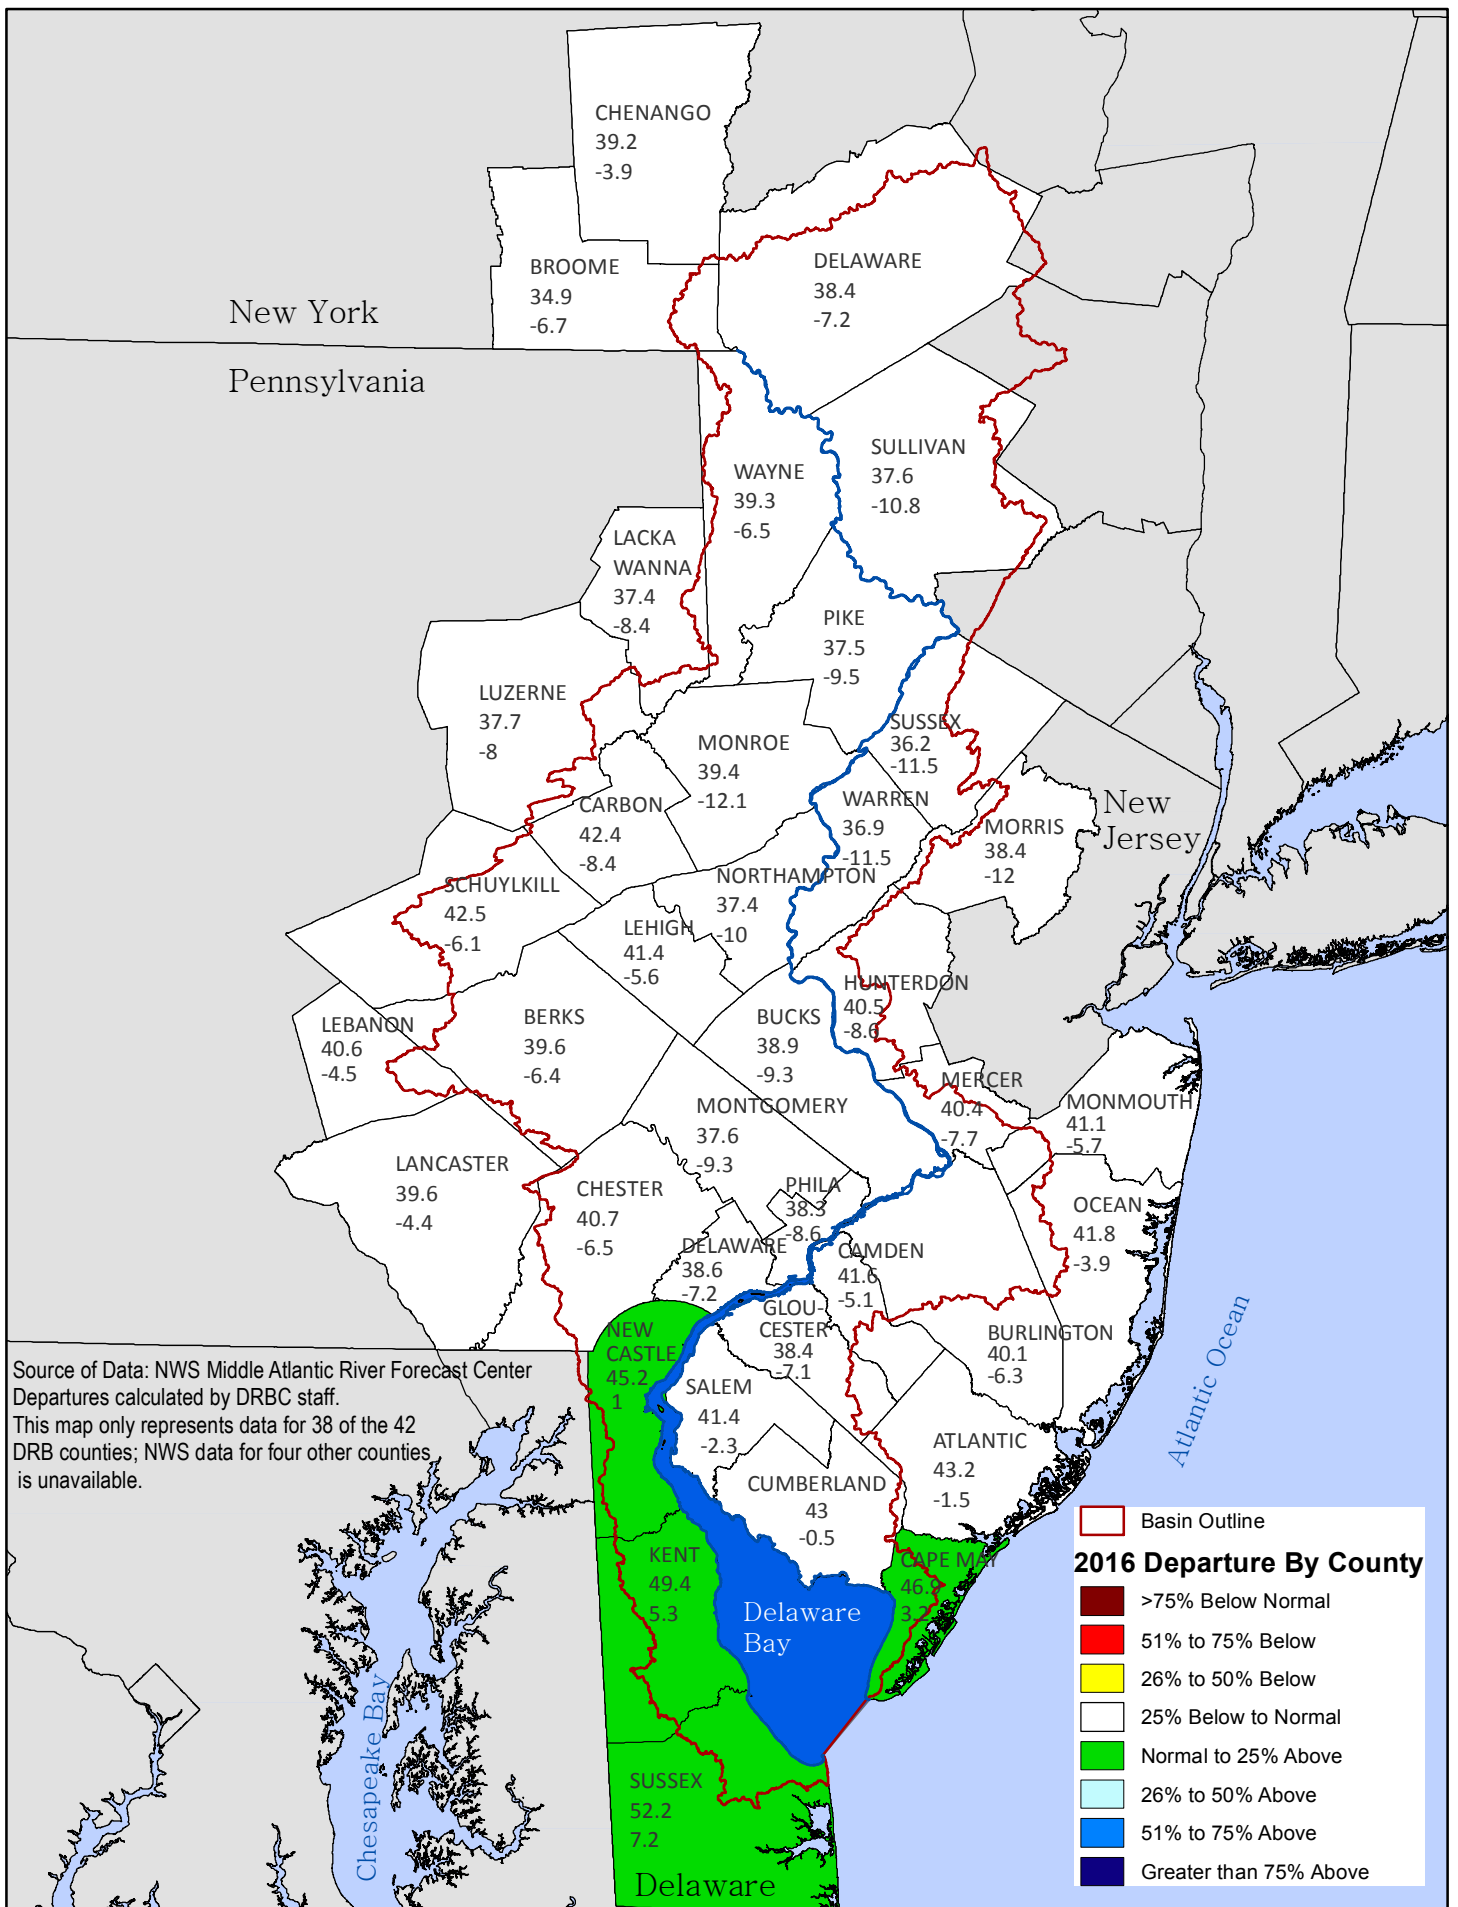 CHENANGO
39.2
-3.9
BROOME
34.9
-6.7
DELAWARE
38.4
-7.2
New York
Pennsylvania
SULLIVAN
37.6
-10.8
WAYNE
39.3
-6.5
LACKA
WANNA
37.4
-8.4
PIKE
37.5
-9.5
LUZERNE
37.7
-8
SUSSEX
36.2
-11.5
MONROE
39.4
-12.1
New
Jersey
CARBON
42.4
-8.4
WARREN
36.9
-11.5
MORRIS
38.4
-12
SCHUYLKILL
42.5
-6.1
NORTHAMPTON
37.4
-10
LEHIGH
41.4
-5.6
HUNTERDON
40.5
-8.6
LEBANON
40.6
-4.5
BERKS
39.6
-6.4
BUCKS
38.9
-9.3
MERCER
40.4
-7.7
MONMOUTH
41.1
-5.7
MONTGOMERY
37.6
-9.3
LANCASTER
39.6
-4.4
CHESTER
40.7
-6.5
PHILA
38.3
-8.6
OCEAN
41.8
-3.9
DELAWARE
38.6
-7.2
CAMDEN
41.6
-5.1
GLOU-
CESTER
38.4
-7.1
BURLINGTON
40.1
-6.3
NEW
CASTLE
45.2
1
SALEM
41.4
-2.3
Atlantic Ocean
Source of Data: NWS Middle Atlantic River Forecast Center
Departures calculated by DRBC staff.
This map only represents data for 38 of the 42
DRB counties; NWS data for four other counties
is unavailable.
ATLANTIC
43.2
-1.5
CUMBERLAND
43
-0.5
KENT
49.4
5.3
CAPE MAY
46.9
3.2
Delaware
Bay
Chesapeake Bay
SUSSEX
52.2
7.2
Delaware
Basin Outline
2016 Departure By County
>75% Below Normal
51% to 75% Below
26% to 50% Below
25% Below to Normal
Normal to 25% Above
26% to 50% Above
51% to 75% Above
Greater than 75% Above